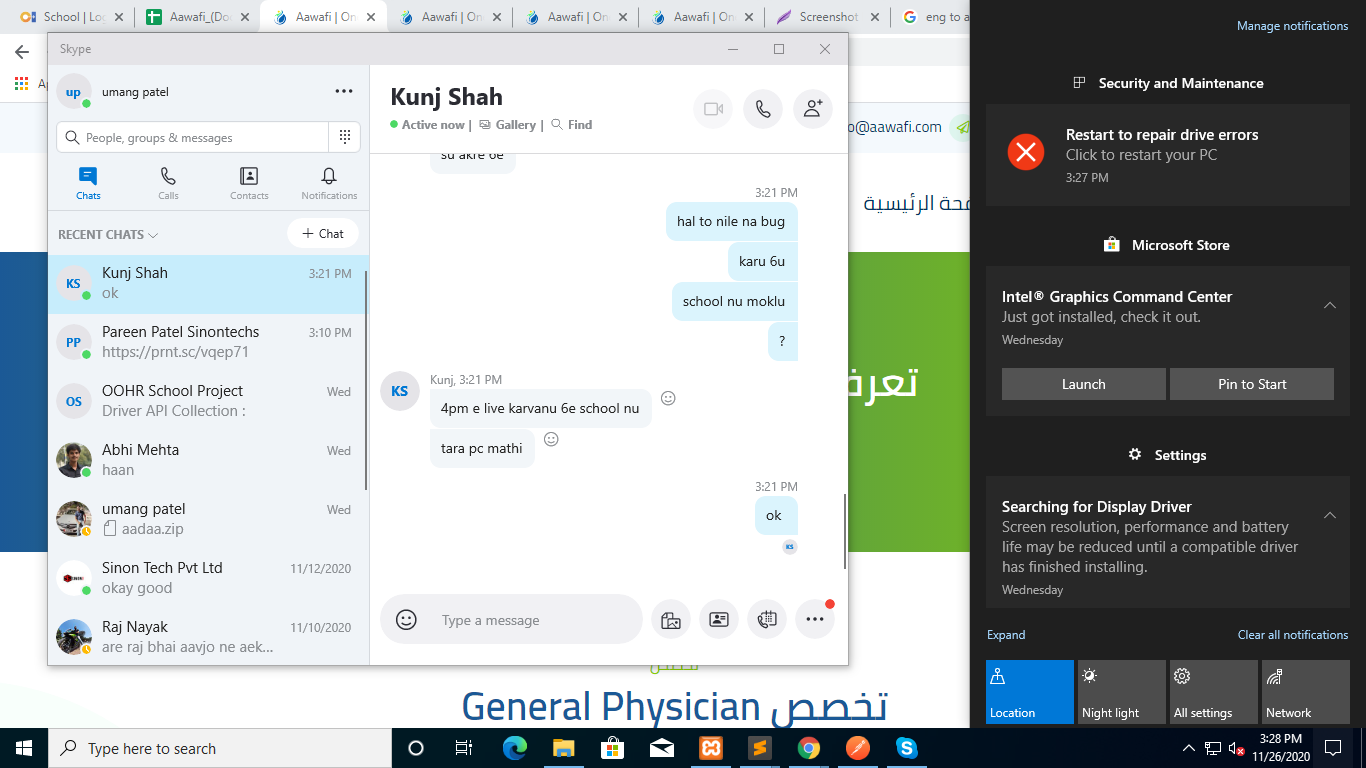 School | Log
Aawafi_(Doc
Aawafi | On
Aawafi | On
Aawafi | On
Aawafi | On
Screenshot
eng to a
Skype
up
umang patel
People, groups & messages
Chats
Calls
Contacts
Notifications
RECENT CHATS
Chat
KS
Kunj Shah
3:21 PM
ok
PP
Pareen Patel Sinontechs
3:10 PM
https://prnt.sc/vqep71
OS
OOHR School Project
Wed
Driver API Collection :
Abhi Mehta
Wed
haan
umang patel
Wed
aadaa.zip
Sinon Tech Pvt Ltd
11/12/2020
okay good
Raj Nayak
11/10/2020
are raj bhai aavjo ne aek...
Kunj Shah
Active now | Gallery | Find
su akre 6e
3:21 PM
hal to nile na bug
karu 6u
school nu moklu
?
KS
Kunj, 3:21 PM
4pm e live karvanu 6e school nu
tara pc mathi
3:21 PM
ok
KS
Type a message
o@aawafi.com
فحة الرئيسية
تعرف
تخصص
تخصص General Physician
Manage notifications
Security and Maintenance
Restart to repair drive errors
Click to restart your PC
3:27 PM
Microsoft Store
Intel® Graphics Command Center
Just got installed, check it out.
Wednesday
Launch
Pin to Start
Settings
Searching for Display Driver
Screen resolution, performance and battery
life may be reduced until a compatible driver
has finished installing.
Wednesday
Expand
Clear all notifications
Location
Night light
All settings
Network
Type here to search
3:28 PM
11/26/2020